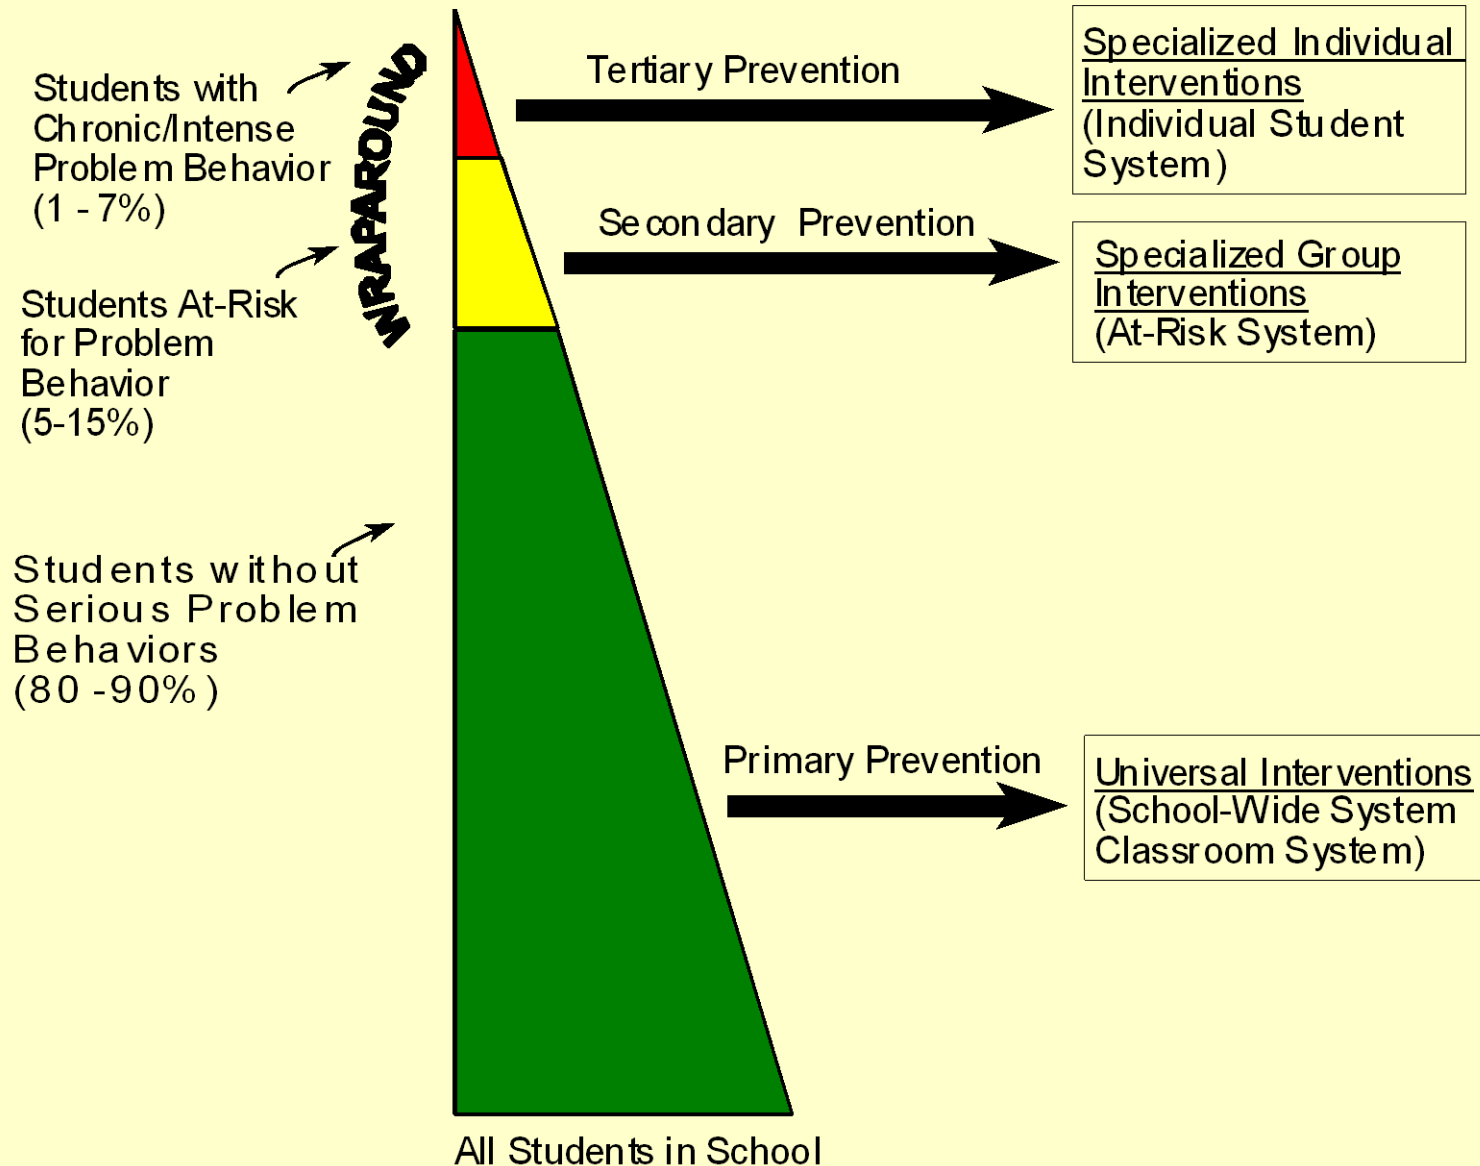 Students with
Chronic/Intense
Problem Behavior
(1 - 7%)
WRAPAROUND
Tertiary Prevention
Specialized Individual
Interventions
(Individual Student
System)
Students At-Risk
for Problem
Behavior
(5-15%)
Secondary Prevention
Specialized Group
Interventions
(At-Risk System)
Students without
Serious Problem
Behaviors
(80 -90%)
Primary Prevention
Universal Interventions
(School-Wide System
Classroom System)
All Students in School